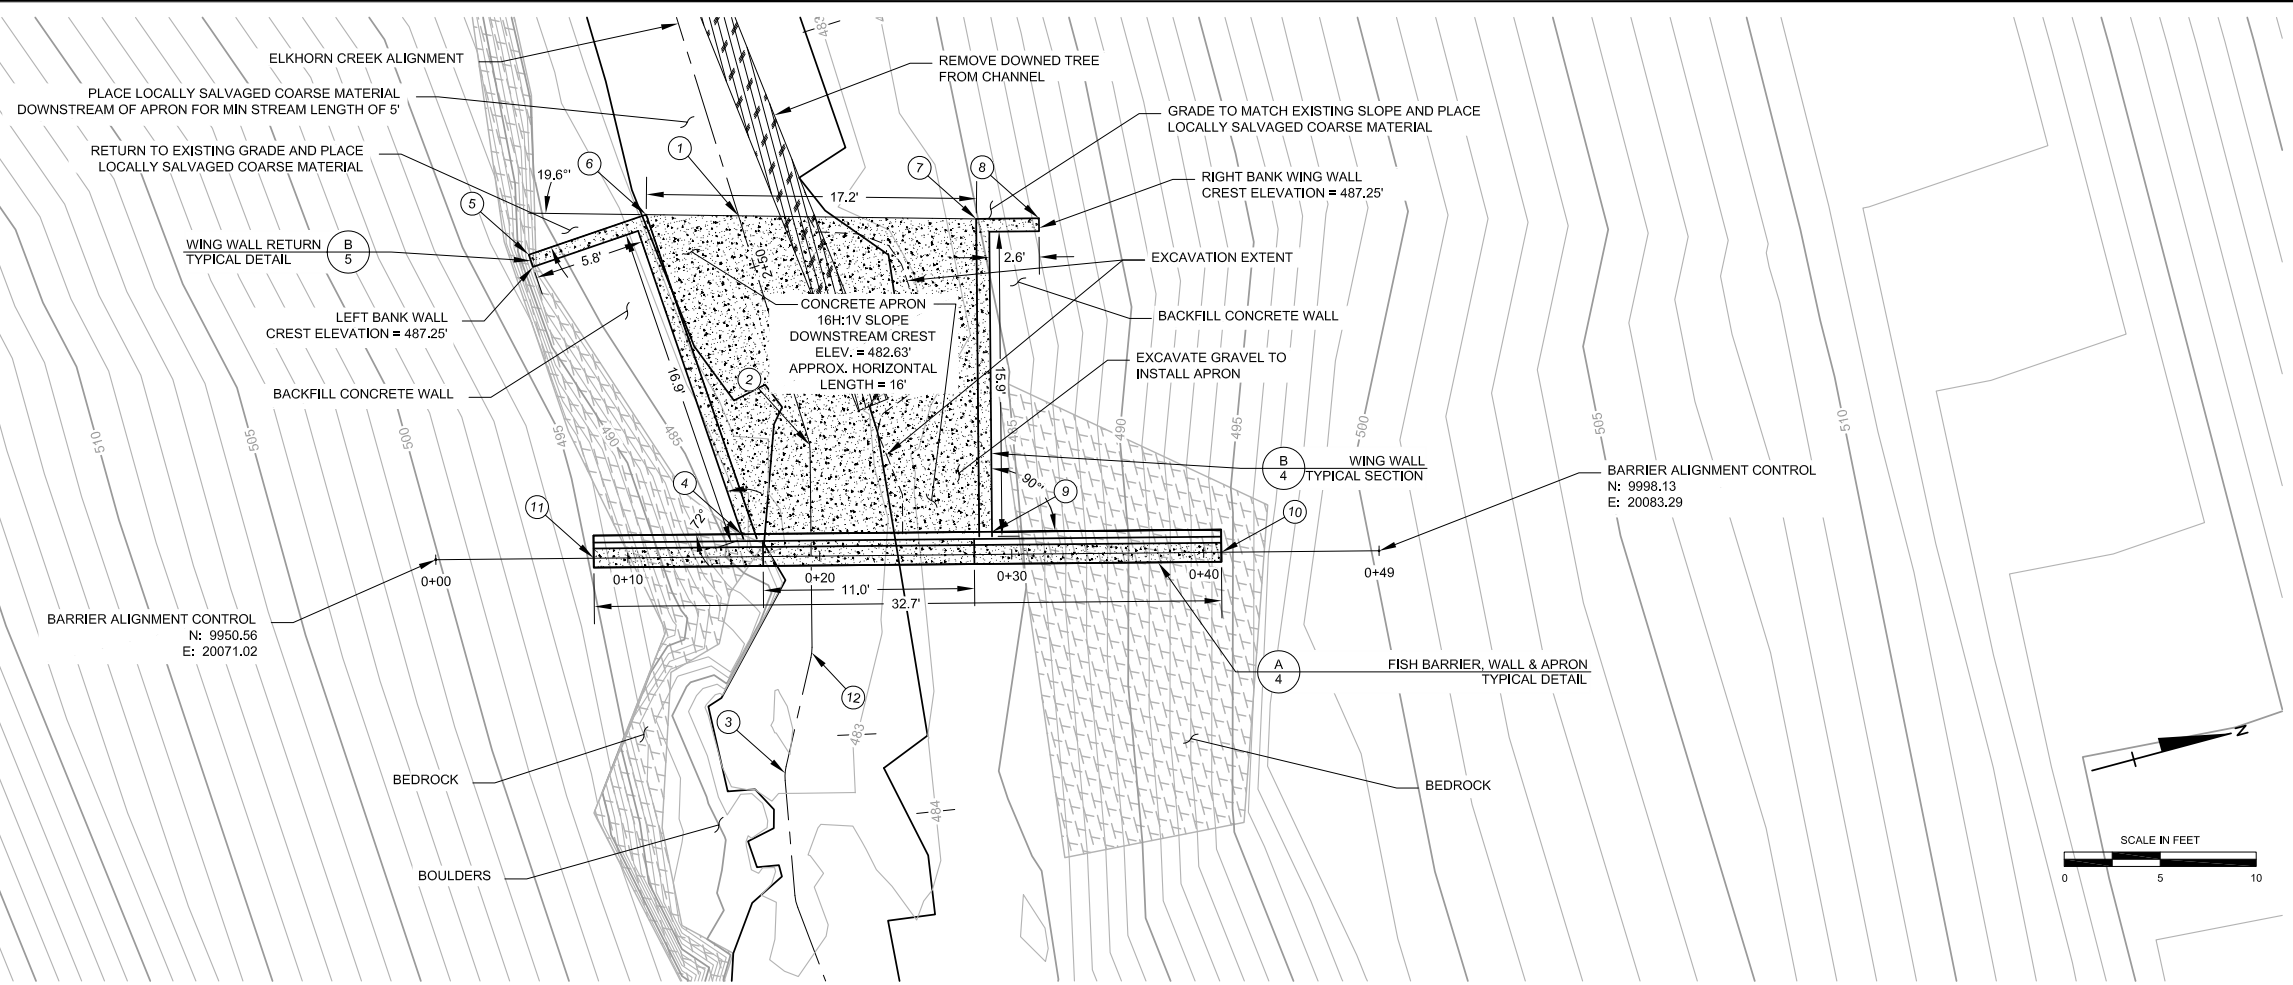 ELKHORN CREEK ALIGNMENT
PLACE LOCALLY SALVAGED COARSE MATERIAL
DOWNSTREAM OF APRON FOR MIN STREAM LENGTH OF 5'
RETURN TO EXISTING GRADE AND PLACE
LOCALLY SALVAGED COARSE MATERIAL
REMOVE DOWNED TREE
FROM CHANNEL
GRADE TO MATCH EXISTING SLOPE AND PLACE
LOCALLY SALVAGED COARSE MATERIAL
RIGHT BANK WING WALL
CREST ELEVATION = 487.25'
1
6
7
8
5
19.6°'
17.2'
WING WALL RETURN
TYPICAL DETAIL
B
5
5.8'
2+50
2.6'
EXCAVATION EXTENT
LEFT BANK WALL
CREST ELEVATION = 487.25'
CONCRETE APRON
16H:1V SLOPE
DOWNSTREAM CREST
ELEV. = 482.63'
APPROX. HORIZONTAL
LENGTH = 16'
BACKFILL CONCRETE WALL
EXCAVATE GRAVEL TO
INSTALL APRON
BACKFILL CONCRETE WALL
16.9'
2
15.9'
510
505
500
495
490
485
485
490
495
500
505
510
B
4
WING WALL
TYPICAL SECTION
BARRIER ALIGNMENT CONTROL
N: 9998.13
E: 20083.29
4
9
90°
72°
11
10
0+00
0+10
0+20
0+30
0+40
0+49
11.0'
32.7'
BARRIER ALIGNMENT CONTROL
N: 9950.56
E: 20071.02
A
4
FISH BARRIER, WALL & APRON
TYPICAL DETAIL
12
3
483
BEDROCK
BEDROCK
484
BOULDERS
N
SCALE IN FEET
0
5
10